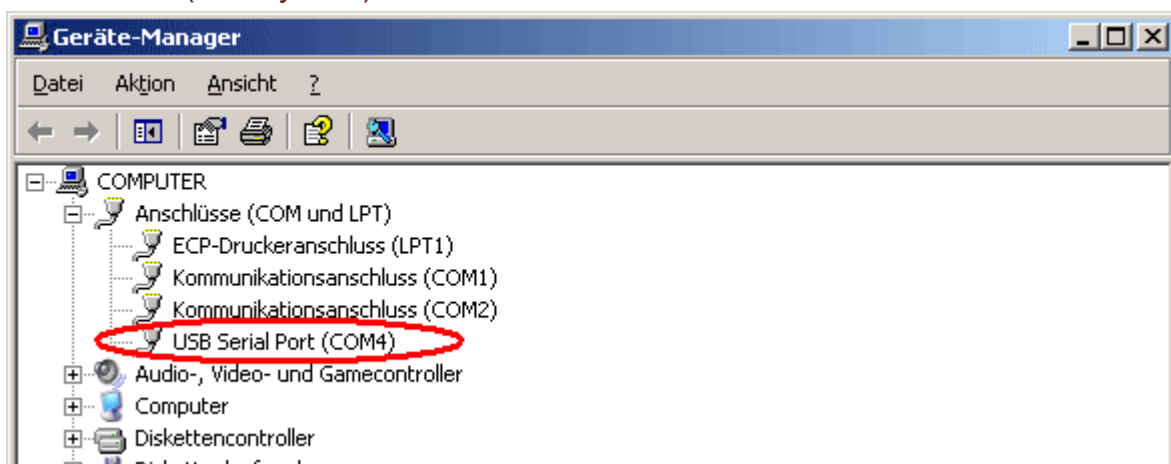 Geräte-Manager
Datei Aktion Ansicht ?
COMPUTER
Anschlüsse (COM und LPT)
ECP-Druckeranschluss (LPT1)
Kommunikationsanschluss (COM1)
Kommunikationsanschluss (COM2)
USB Serial Port (COM4)
Audio-, Video- und Gamecontroller
Computer
Diskettencontroller